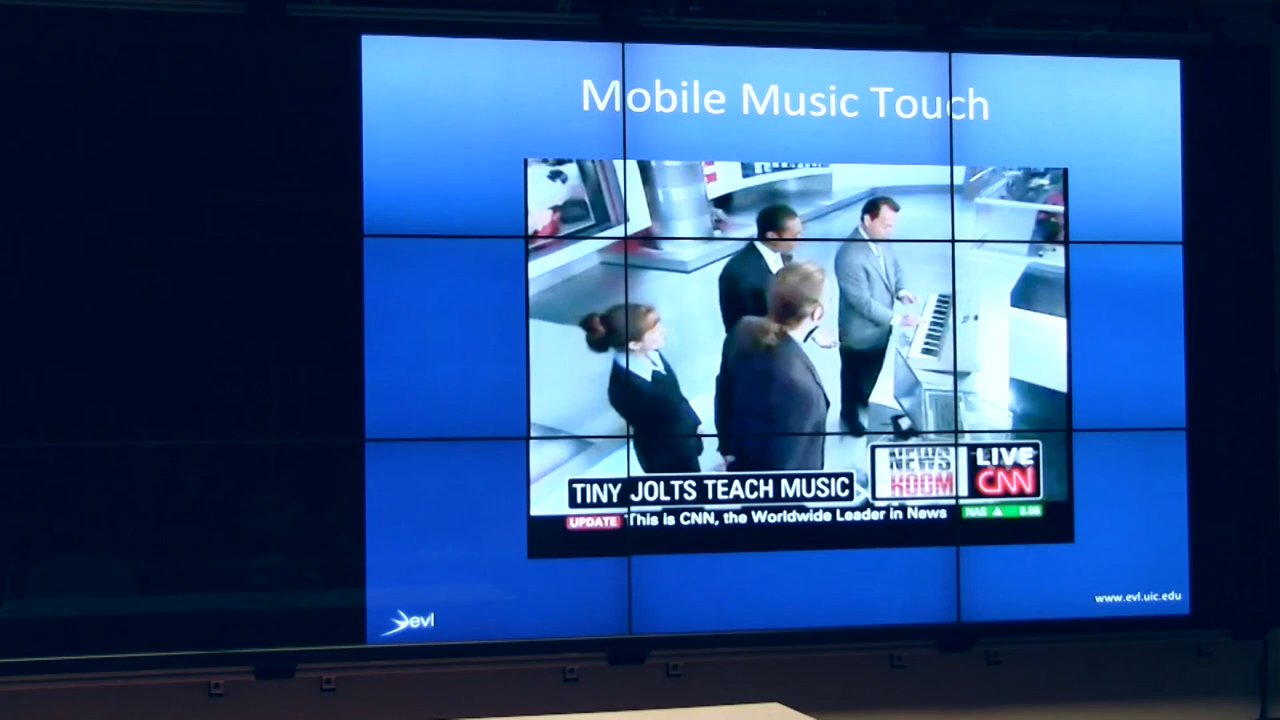 Mobile Music Touch
NEWS ROOM
LIVE CNN
TINY JOLTS TEACH MUSIC
UPDATE This is CNN, the Worldwide Leader in News
NAS ▲
evl
www.evl.uic.edu